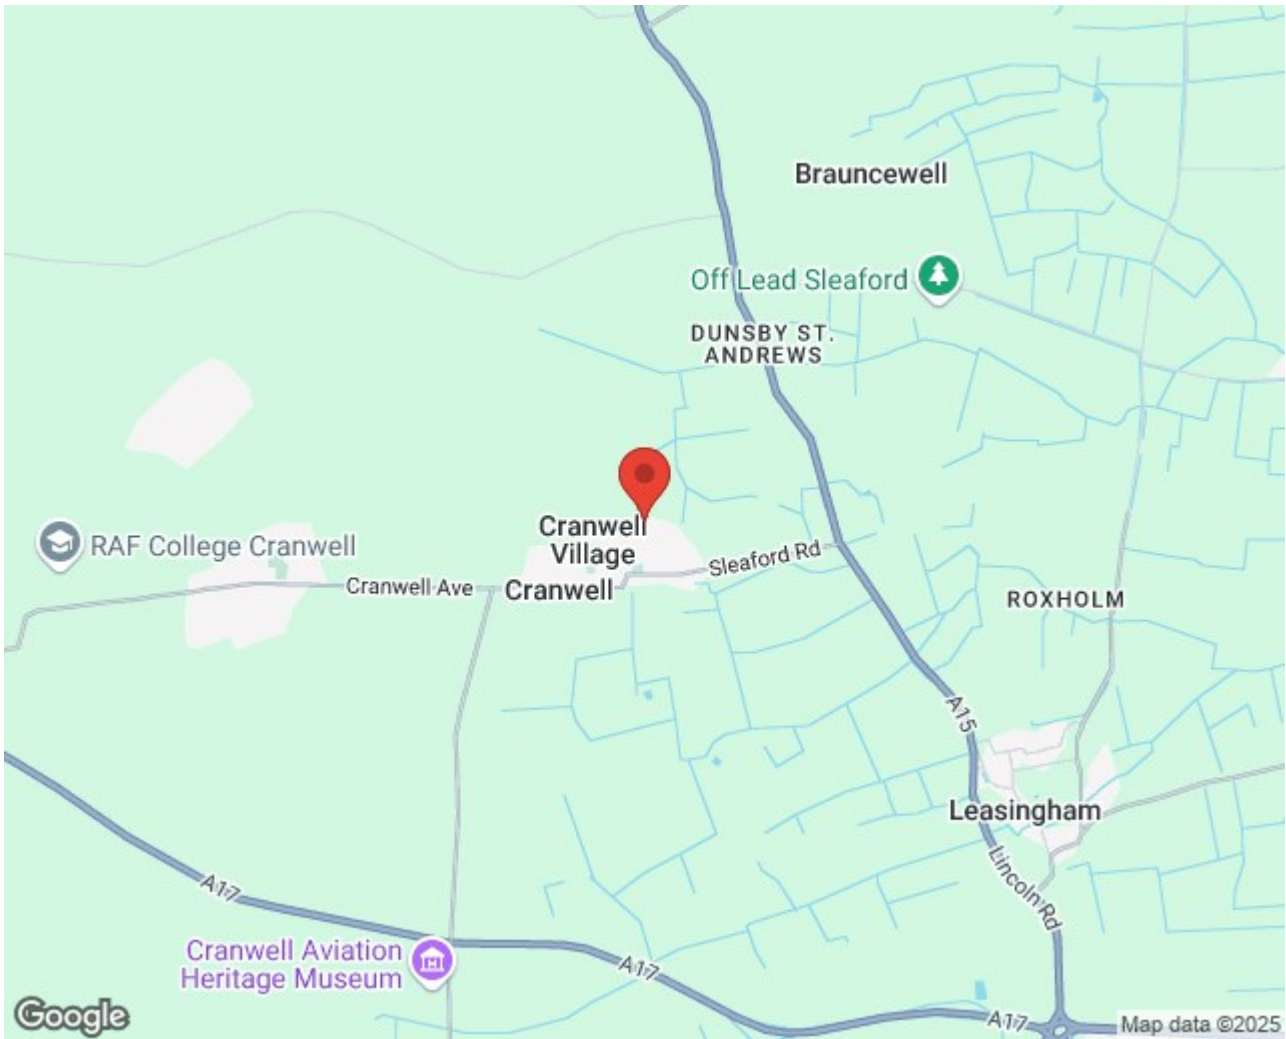 Brauncewell
Off Lead Sleaford
DUNSBY ST.
ANDREWS
Cranwell
Village
RAF College Cranwell
Sleaford Rd
Cranwell Ave
Cranwell
ROXHOLM
A15
Leasingham
Lincoln Rd
A17
Cranwell Aviation
Heritage Museum
A17
A17
Google
Map data ©2025